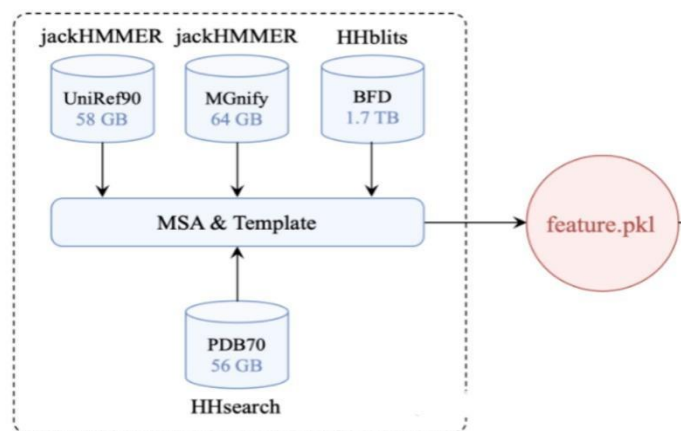 jackHMMER
jackHMMER
HHblits
UniRef90
58 GB
MGnify
64 GB
BFD
1.7 TB
MSA & Template
feature.pkl
PDB70
56 GB
HHsearch